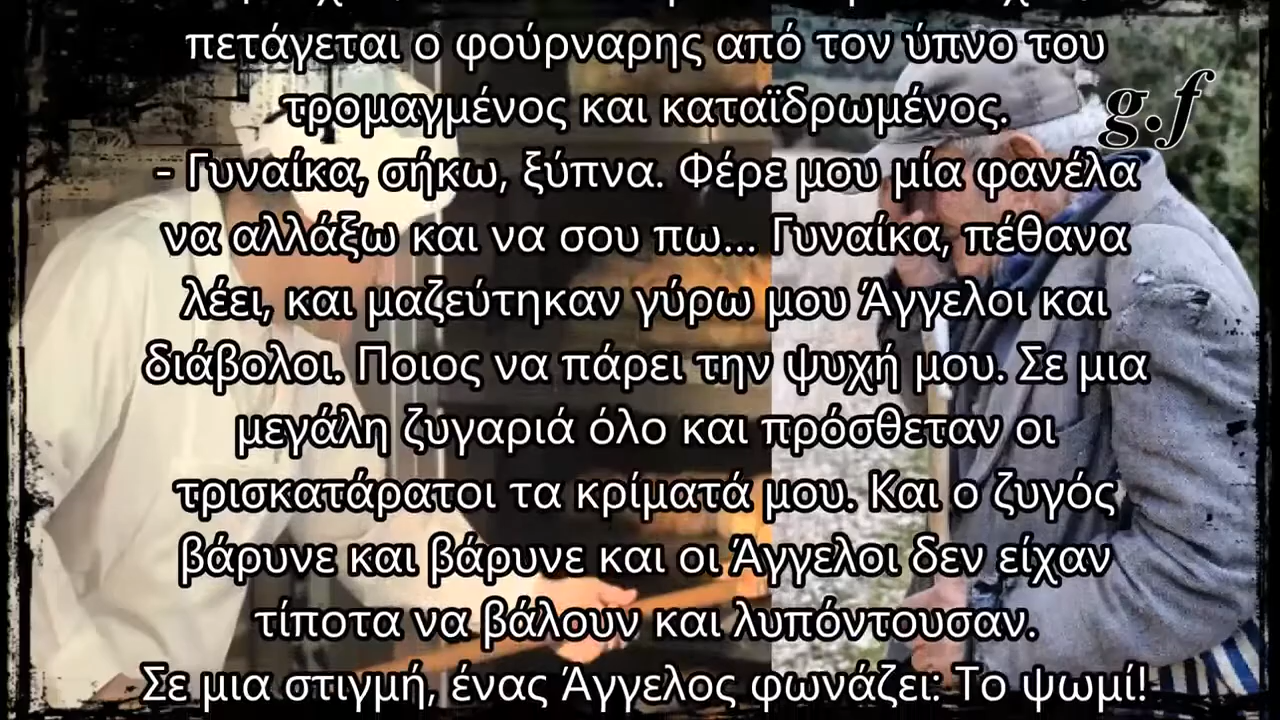 πετάγεται ο φούρναρης από τον ύπνο του
τρομαγμένος και καταϊδρωμένος.
g.f
- Γυναίκα, σήκω, ξύπνα. Φέρε μου μία φανέλα
να αλλάξω και να σου πω... Γυναίκα, πέθανα
λέει, και μαζεύτηκαν γύρω μου Άγγελοι και
διάβολοι. Ποιος να πάρει την ψυχή μου. Σε μια
μεγάλη ζυγαριά όλο και πρόσθεταν οι
τρισκατάρατοι τα κρίματά μου. Και ο ζυγός
βάρυνε και βάρυνε και οι Άγγελοι δεν είχαν
τίποτα να βάλουν και λυπόντουσαν.
Σε μια στιγμή, ένας Άγγελος φωνάζει: Το ψωμί!